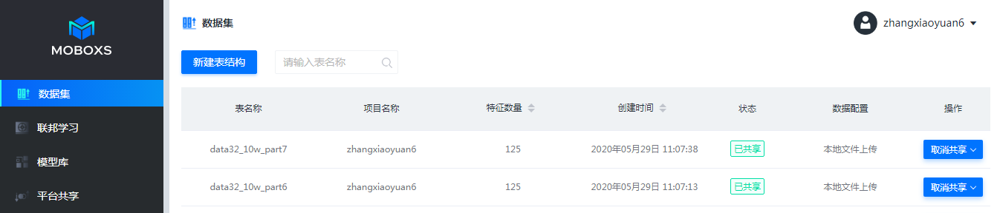 MOBOXS
数据集
联邦学习
模型库
平台共享
数据集
zhangxiaoyuan6
新建表结构
请输入表名称
表名称 项目名称 特征数量 创建时间 状态 数据配置 操作
data32_10w_part7 zhangxiaoyuan6 125 2020年05月29日 11:07:38 已共享 本地文件上传 取消共享
data32_10w_part6 zhangxiaoyuan6 125 2020年05月29日 11:07:13 已共享 本地文件上传 取消共享